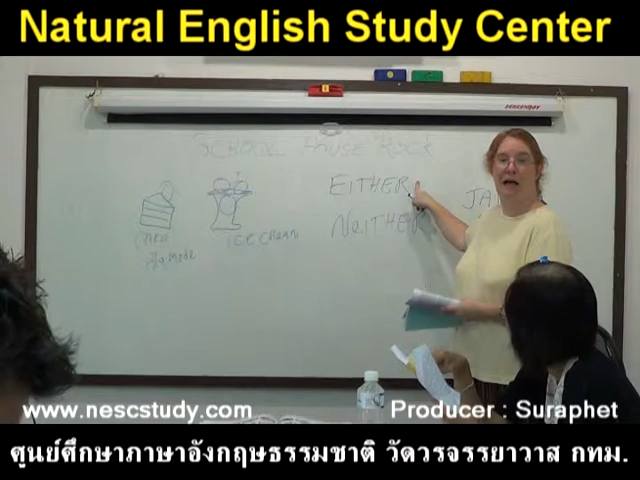 Natural English Study Center
SCHOOL HOUSE ROCK
EITHER
JA
NEITHER
ICE CREAM
www.nescstudy.com
Producer : Suraphet
ศูนย์ศึกษาภาษาอังกฤษธรรมชาติ วัดวรจรรยาวาส กทม.